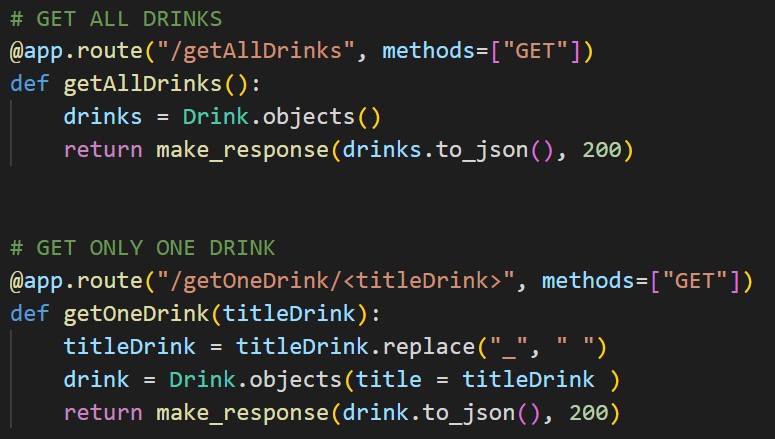 # GET ALL DRINKS
@app.route("/getAllDrinks", methods=["GET"])
def getAllDrinks():
    drinks = Drink.objects()
    return make_response(drinks.to_json(), 200)
# GET ONLY ONE DRINK
@app.route("/getOneDrink/<titleDrink>", methods=["GET"])
def getOneDrink(titleDrink):
    titleDrink = titleDrink.replace("_", " ")
    drink = Drink.objects(title = titleDrink )
    return make_response(drink.to_json(), 200)